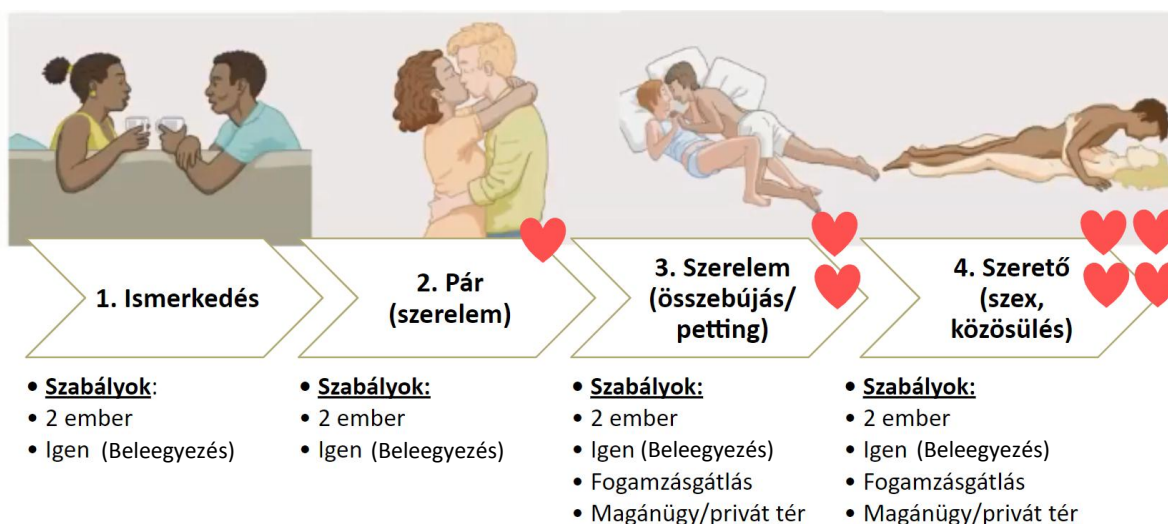 1. Ismerkedés
2. Pár
(szerelem)
3. Szerelem
(összebújás/
petting)
4. Szerető
(szex,
közösülés)
• Szabályok:
• 2 ember
• Igen (Beleegyezés)
• Szabályok:
• 2 ember
• Igen (Beleegyezés)
• Szabályok:
• 2 ember
• Igen (Beleegyezés)
• Fogamzásgátlás
• Magánügy/privát tér
• Szabályok:
• 2 ember
• Igen (Beleegyezés)
• Fogamzásgátlás
• Magánügy/privát tér